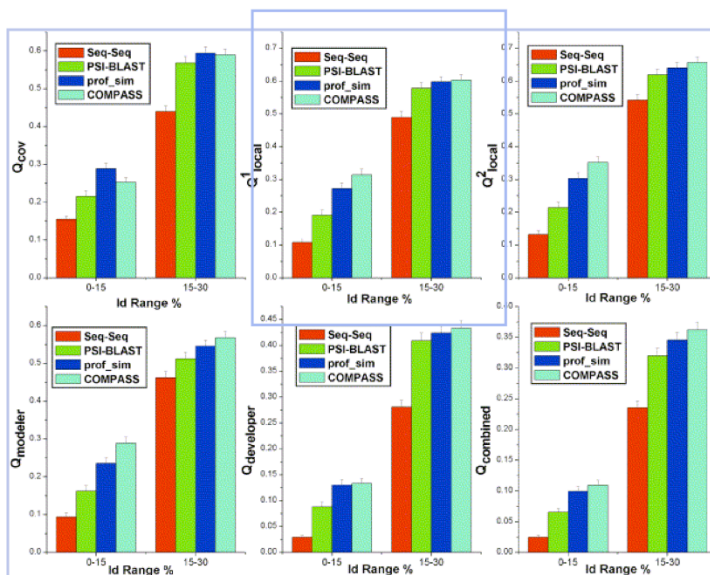 Qcov
0.6
0.5
0.4
0.3
0.2
0.1
0.0
Seq-Seq
PSI-BLAST
prof_sim
COMPASS
0-15 15-30
Id Range %
Q1local
0.7
0.6
0.5
0.4
0.3
0.2
0.1
0.0
Seq-Seq
PSI-BLAST
prof_sim
COMPASS
0-15 15-30
Id Range %
Q2local
0.7
0.6
0.5
0.4
0.3
0.2
0.1
0.0
Seq-Seq
PSI-BLAST
prof_sim
COMPASS
0-15 15-30
Id Range %
Qmodeler
0.6
0.5
0.4
0.3
0.2
0.1
0.0
Seq-Seq
PSI-BLAST
prof_sim
COMPASS
0-15 15-30
Id Range %
Qdeveloper
0.45
0.40
0.35
0.30
0.25
0.20
0.15
0.10
0.05
0.00
Seq-Seq
PSI-BLAST
prof_sim
COMPASS
0-15 15-30
Id Range %
Qcombined
0.40
0.35
0.30
0.25
0.20
0.15
0.10
0.05
0.00
Seq-Seq
PSI-BLAST
prof_sim
COMPASS
0-15 15-30
Id Range %